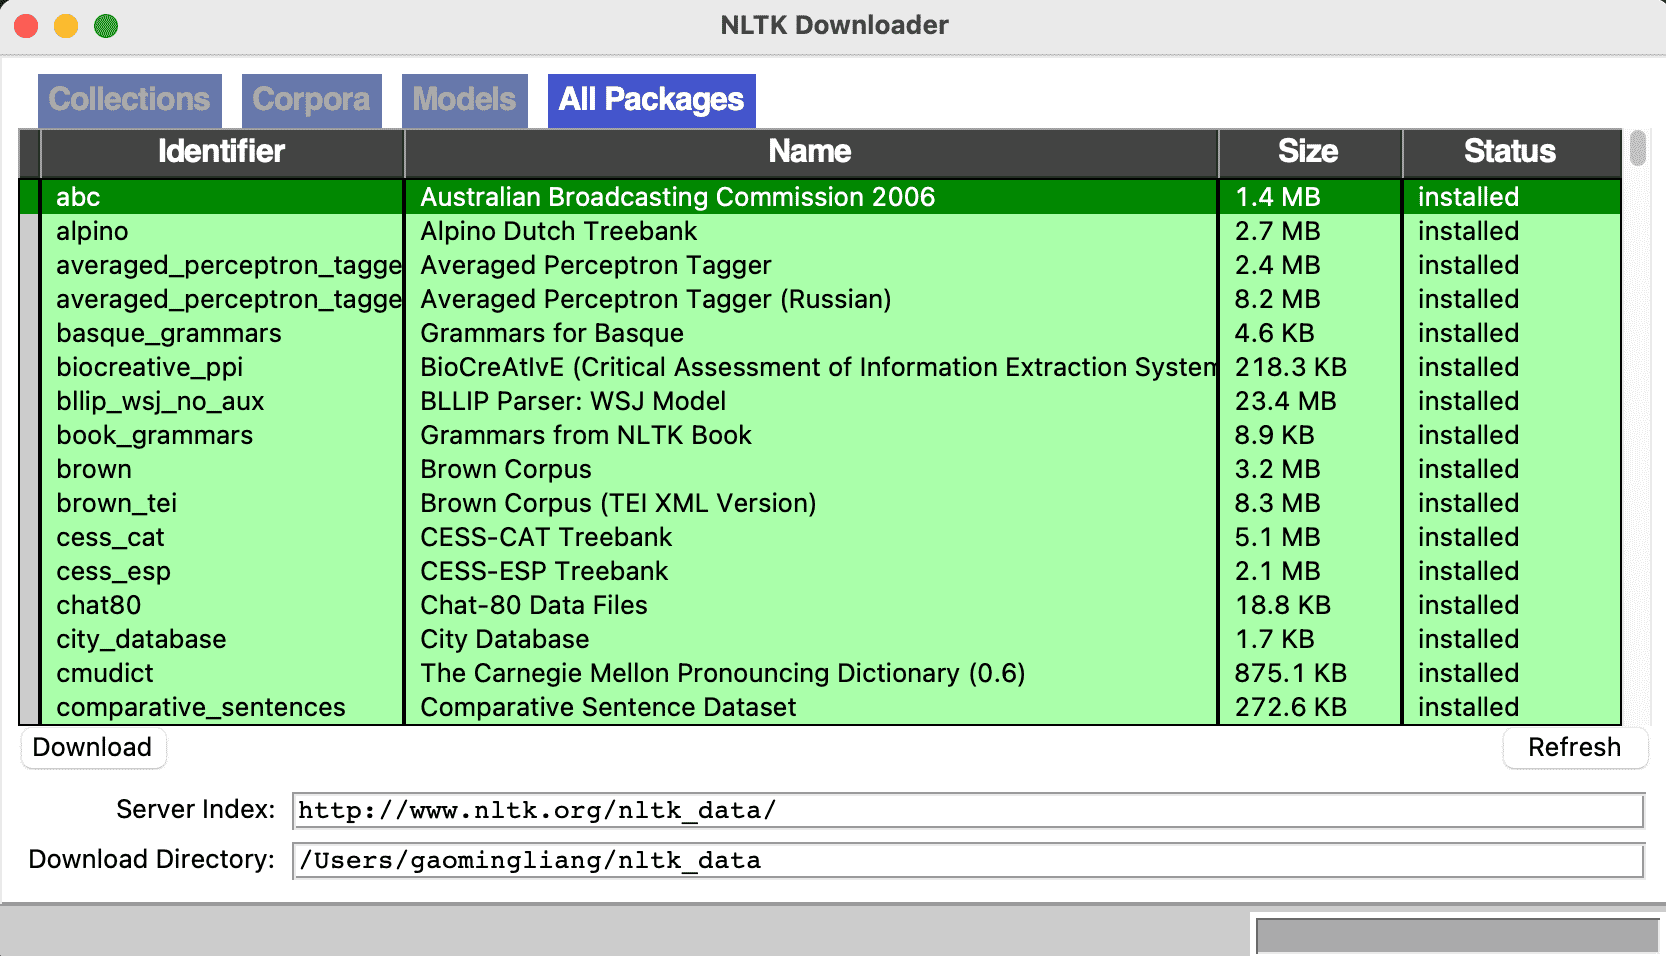 NLTK Downloader
Collections Corpora Models All Packages
Identifier Name Size Status
abc Australian Broadcasting Commission 2006 1.4 MB installed
alpino Alpino Dutch Treebank 2.7 MB installed
averaged_perceptron_tagge Averaged Perceptron Tagger 2.4 MB installed
averaged_perceptron_tagge Averaged Perceptron Tagger (Russian) 8.2 MB installed
basque_grammars Grammars for Basque 4.6 KB installed
biocreative_ppi BioCreAtIvE (Critical Assessment of Information Extraction System 218.3 KB installed
bllip_wsj_no_aux BLLIP Parser: WSJ Model 23.4 MB installed
book_grammars Grammars from NLTK Book 8.9 KB installed
brown Brown Corpus 3.2 MB installed
brown_tei Brown Corpus (TEI XML Version) 8.3 MB installed
cess_cat CESS-CAT Treebank 5.1 MB installed
cess_esp CESS-ESP Treebank 2.1 MB installed
chat80 Chat-80 Data Files 18.8 KB installed
city_database City Database 1.7 KB installed
cmudict The Carnegie Mellon Pronouncing Dictionary (0.6) 875.1 KB installed
comparative_sentences Comparative Sentence Dataset 272.6 KB installed
Download Refresh
Server Index: http://www.nltk.org/nltk_data/
Download Directory: /Users/gaomingliang/nltk_data